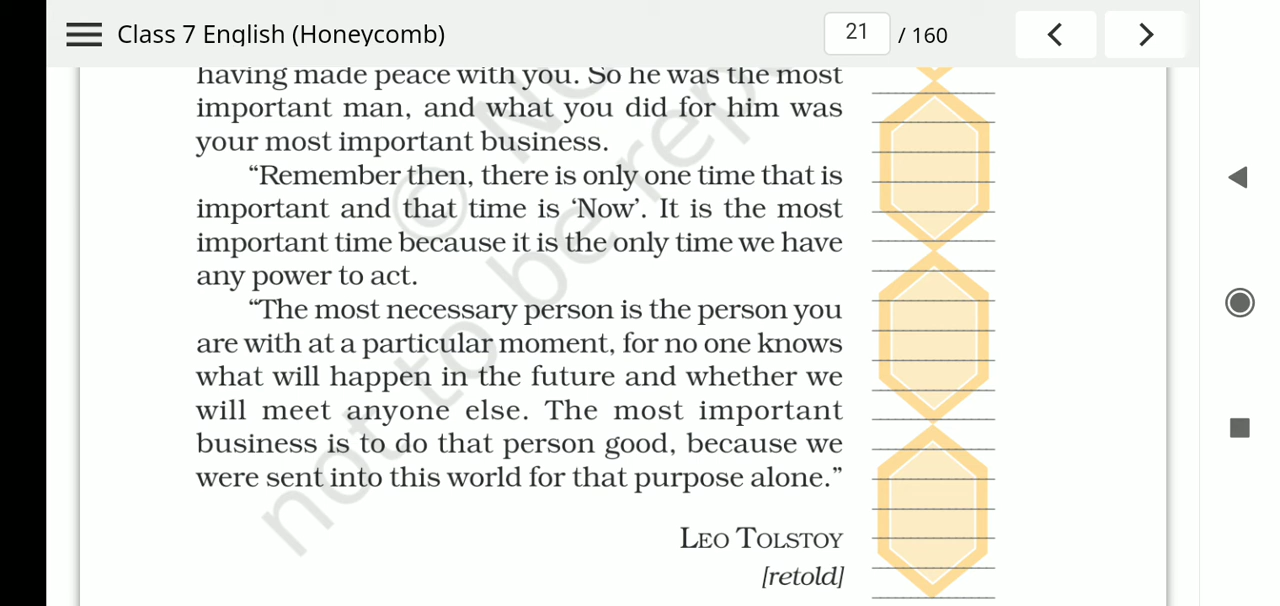 Class 7 English (Honeycomb)
21 / 160
having made peace with you. So he was the most
important man, and what you did for him was
your most important business.
“Remember then, there is only one time that is
important and that time is ‘Now’. It is the most
important time because it is the only time we have
any power to act.
“The most necessary person is the person you
are with at a particular moment, for no one knows
what will happen in the future and whether we
will meet anyone else. The most important
business is to do that person good, because we
were sent into this world for that purpose alone.”
LEO TOLSTOY
[retold]
© N
not to be rep